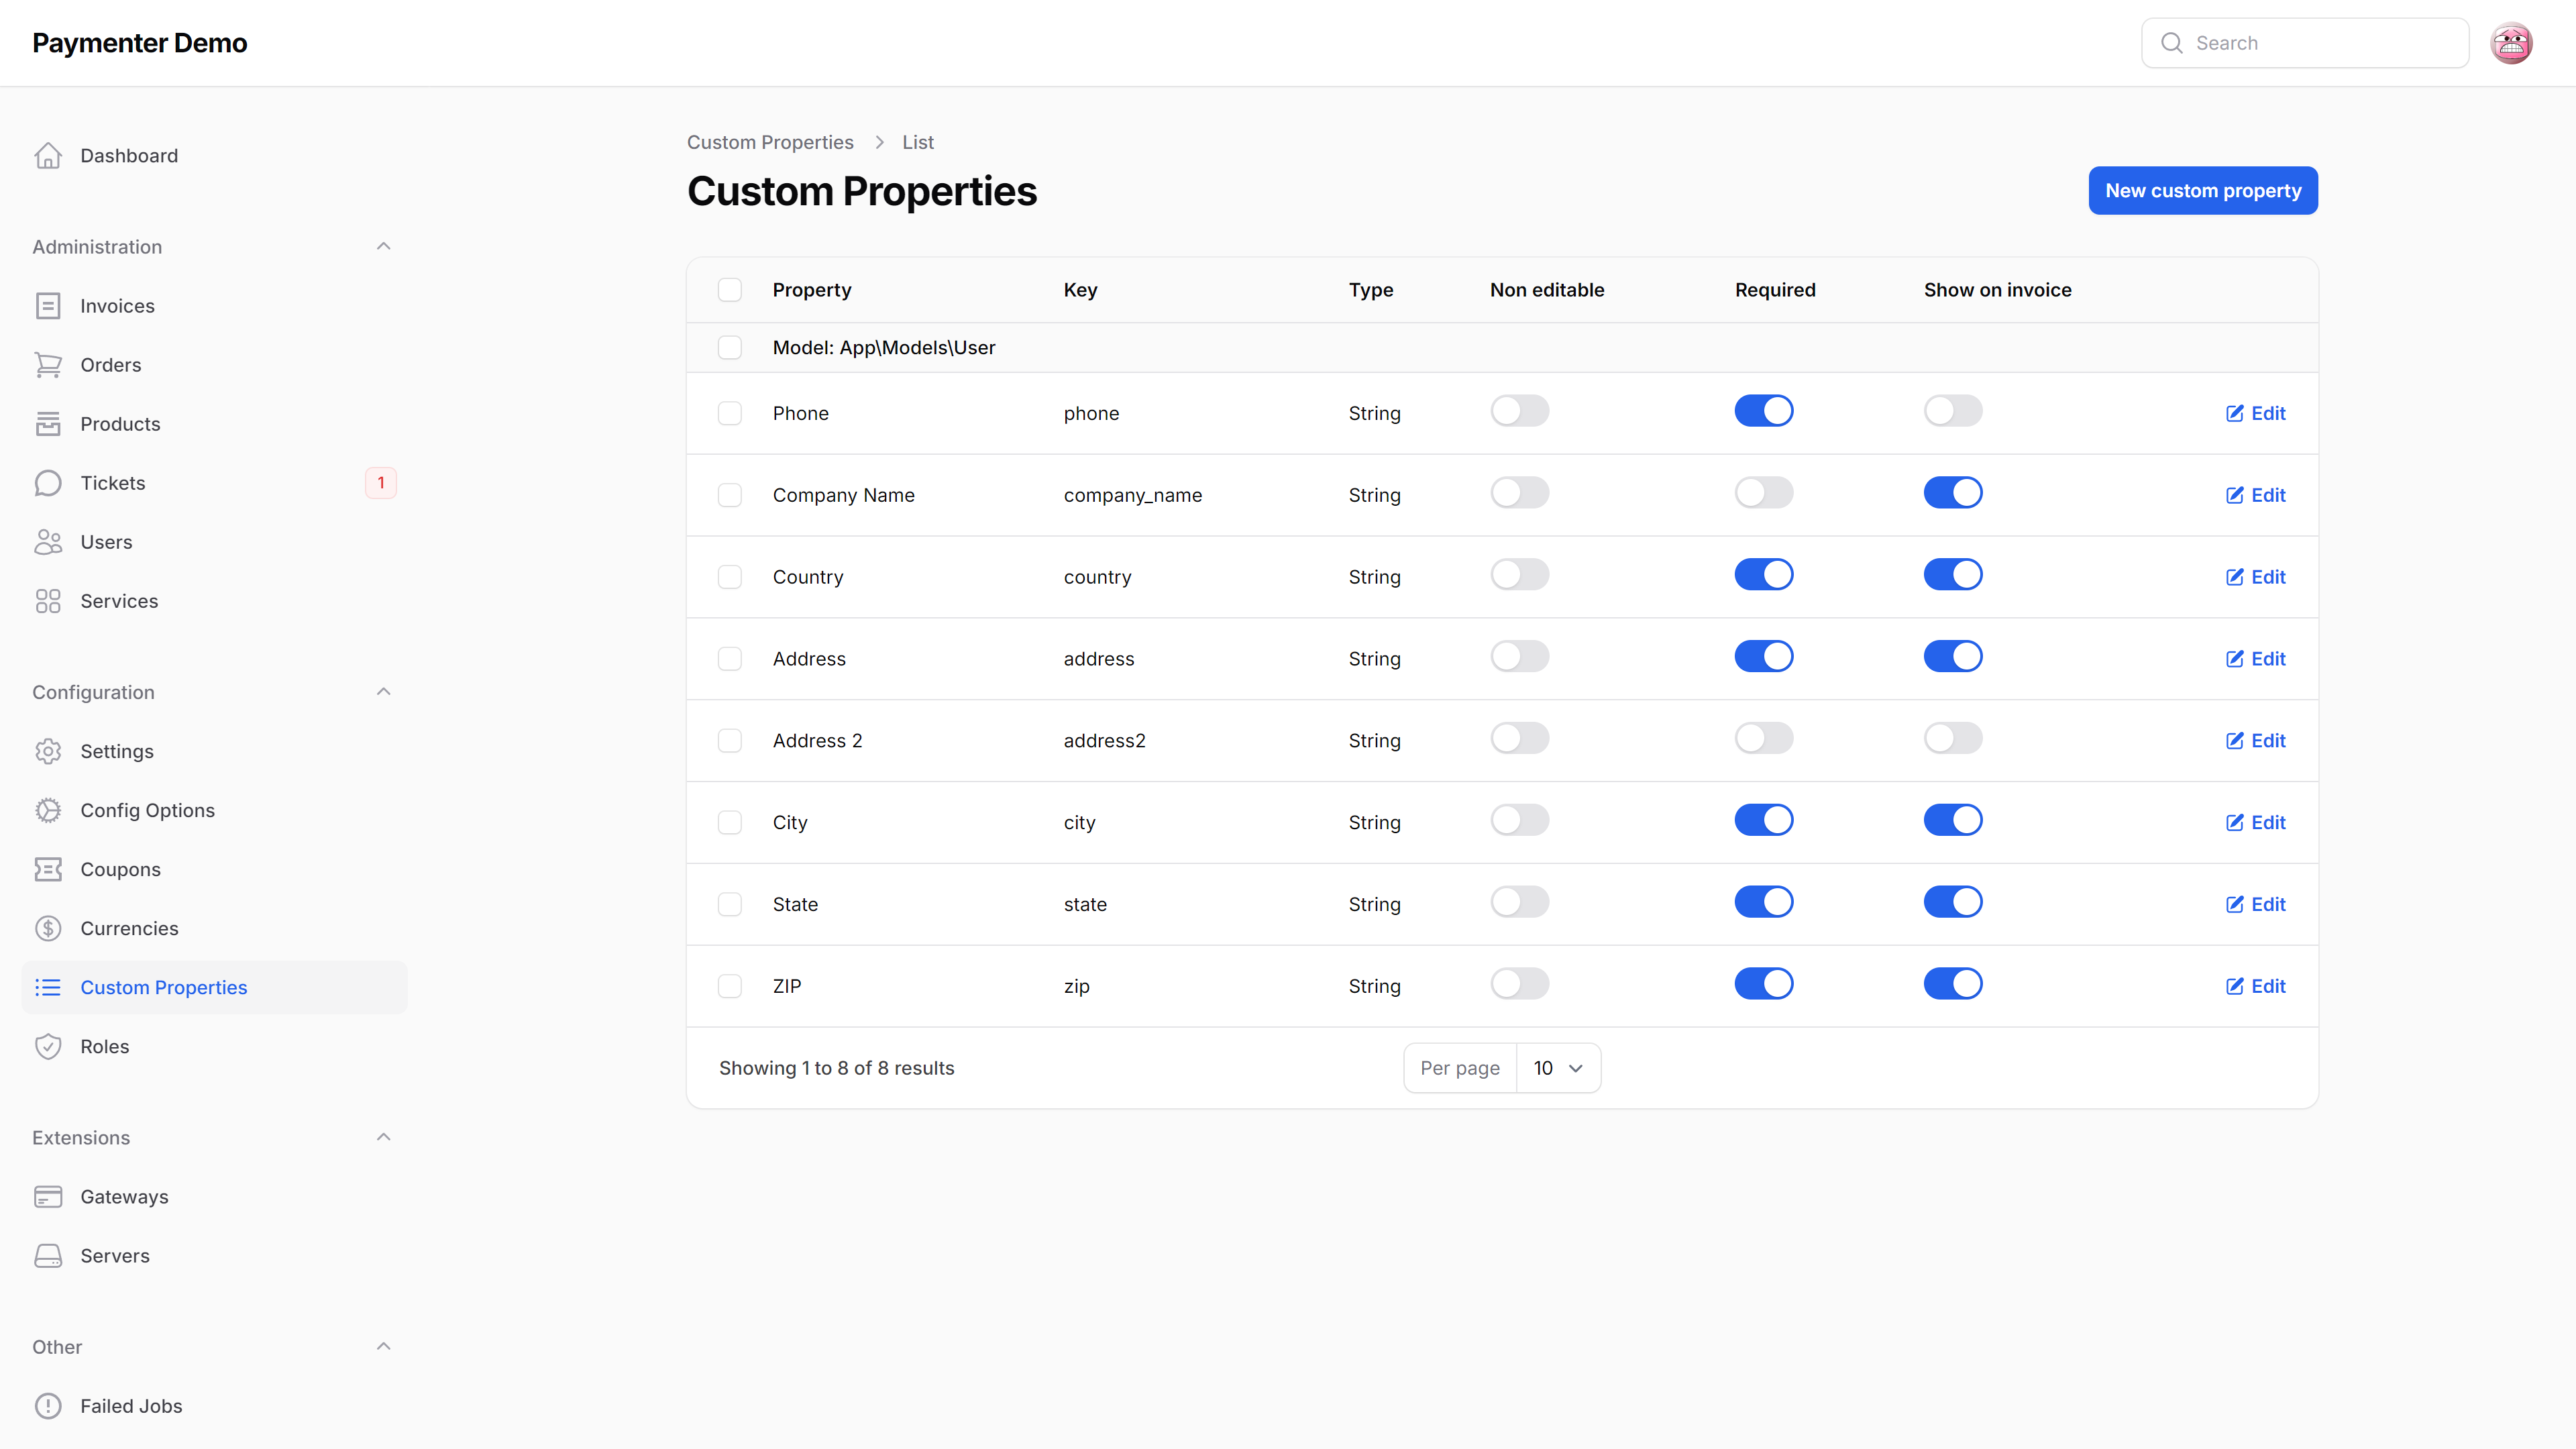 Paymenter Demo
Search
Dashboard
Administration
Invoices
Orders
Products
Tickets 1
Users
Services
Configuration
Settings
Config Options
Coupons
Currencies
Custom Properties
Roles
Extensions
Gateways
Servers
Other
Failed Jobs
Custom Properties > List
Custom Properties
New custom property
Property Key Type Non editable Required Show on invoice
Model: App\Models\User
Phone phone String Edit
Company Name company_name String Edit
Country country String Edit
Address address String Edit
Address 2 address2 String Edit
City city String Edit
State state String Edit
ZIP zip String Edit
Showing 1 to 8 of 8 results
Per page 10